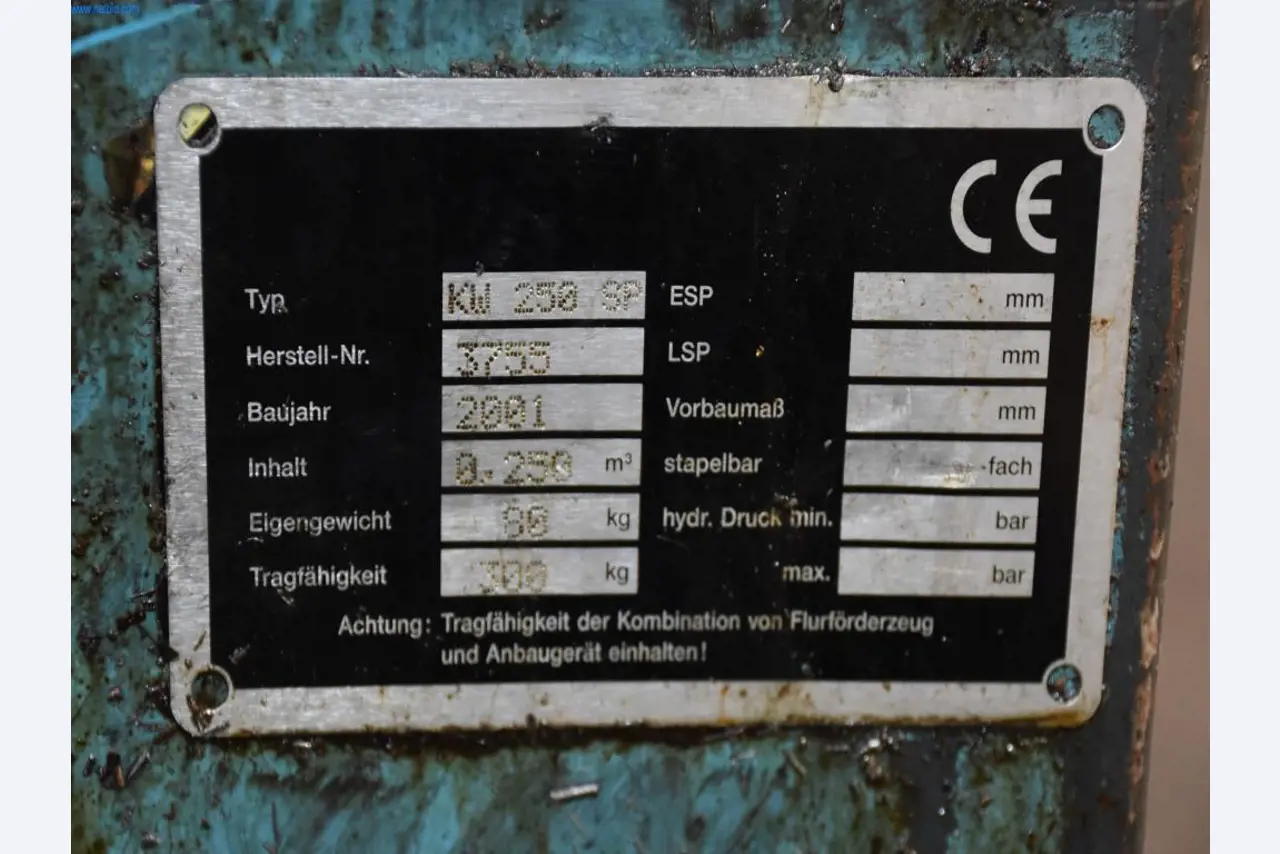 CE
Typ KW 250 SP ESP mm
Herstell-Nr. 3755 LSP mm
Baujahr 2001 Vorbaumaß mm
Inhalt 0.250 m³ stapelbar -fach
Eigengewicht kg hydr. Druck min. bar
Tragfähigkeit 300 kg max. bar
Achtung: Tragfähigkeit der Kombination von Flurförderzeug
und Anbaugerät einhalten!